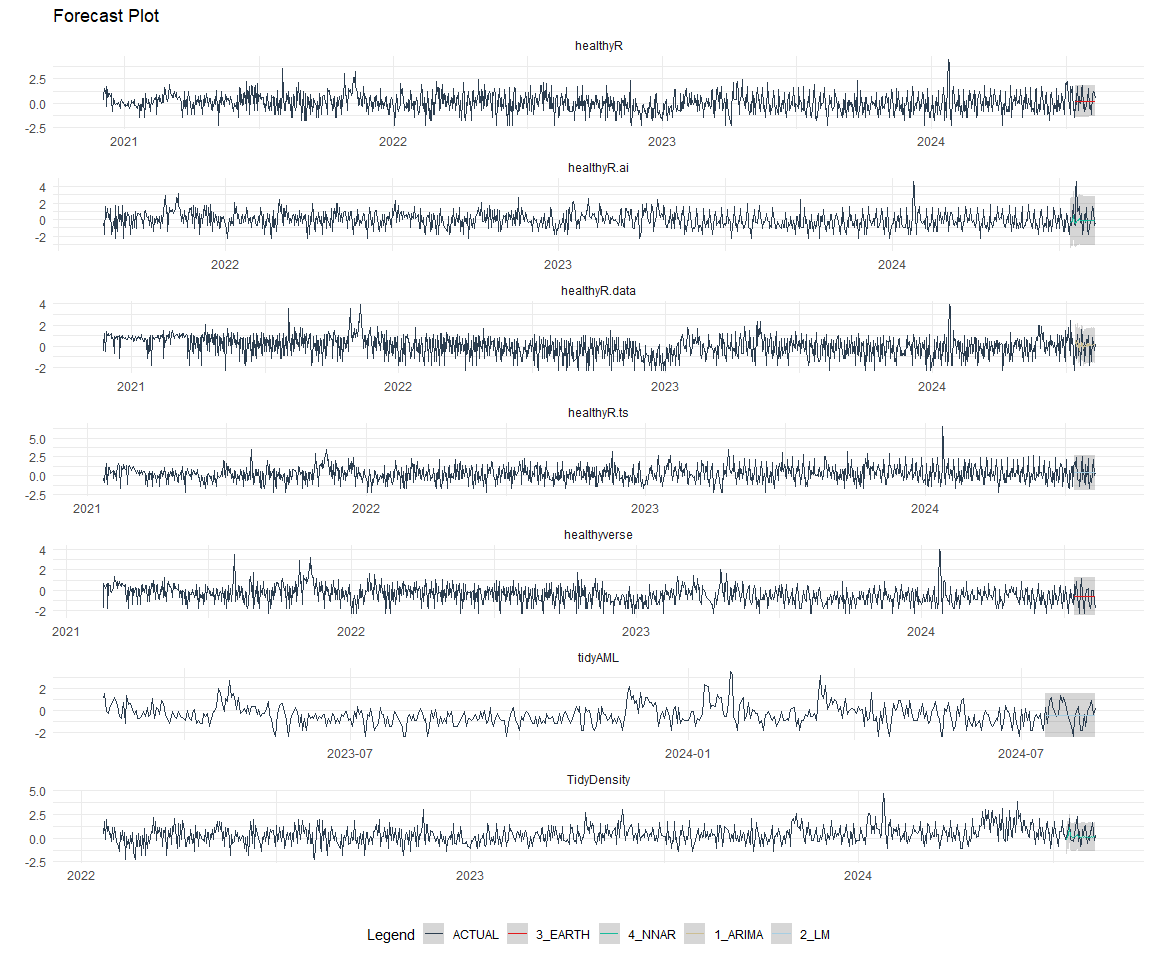 Forecast Plot
healthyR
2.5
0.0
-2.5
2021 2022 2023 2024
healthyR.ai
4
2
0
-2
2022 2023 2024
healthyR.data
4
2
0
-2
2021 2022 2023 2024
healthyR.ts
5.0
2.5
0.0
-2.5
2021 2022 2023 2024
healthyverse
4
2
0
-2
2021 2022 2023 2024
tidyAML
2
0
-2
2023-07 2024-01 2024-07
TidyDensity
5.0
2.5
0.0
-2.5
2022 2023 2024
Legend ACTUAL 3_EARTH 4_NNAR 1_ARIMA 2_LM